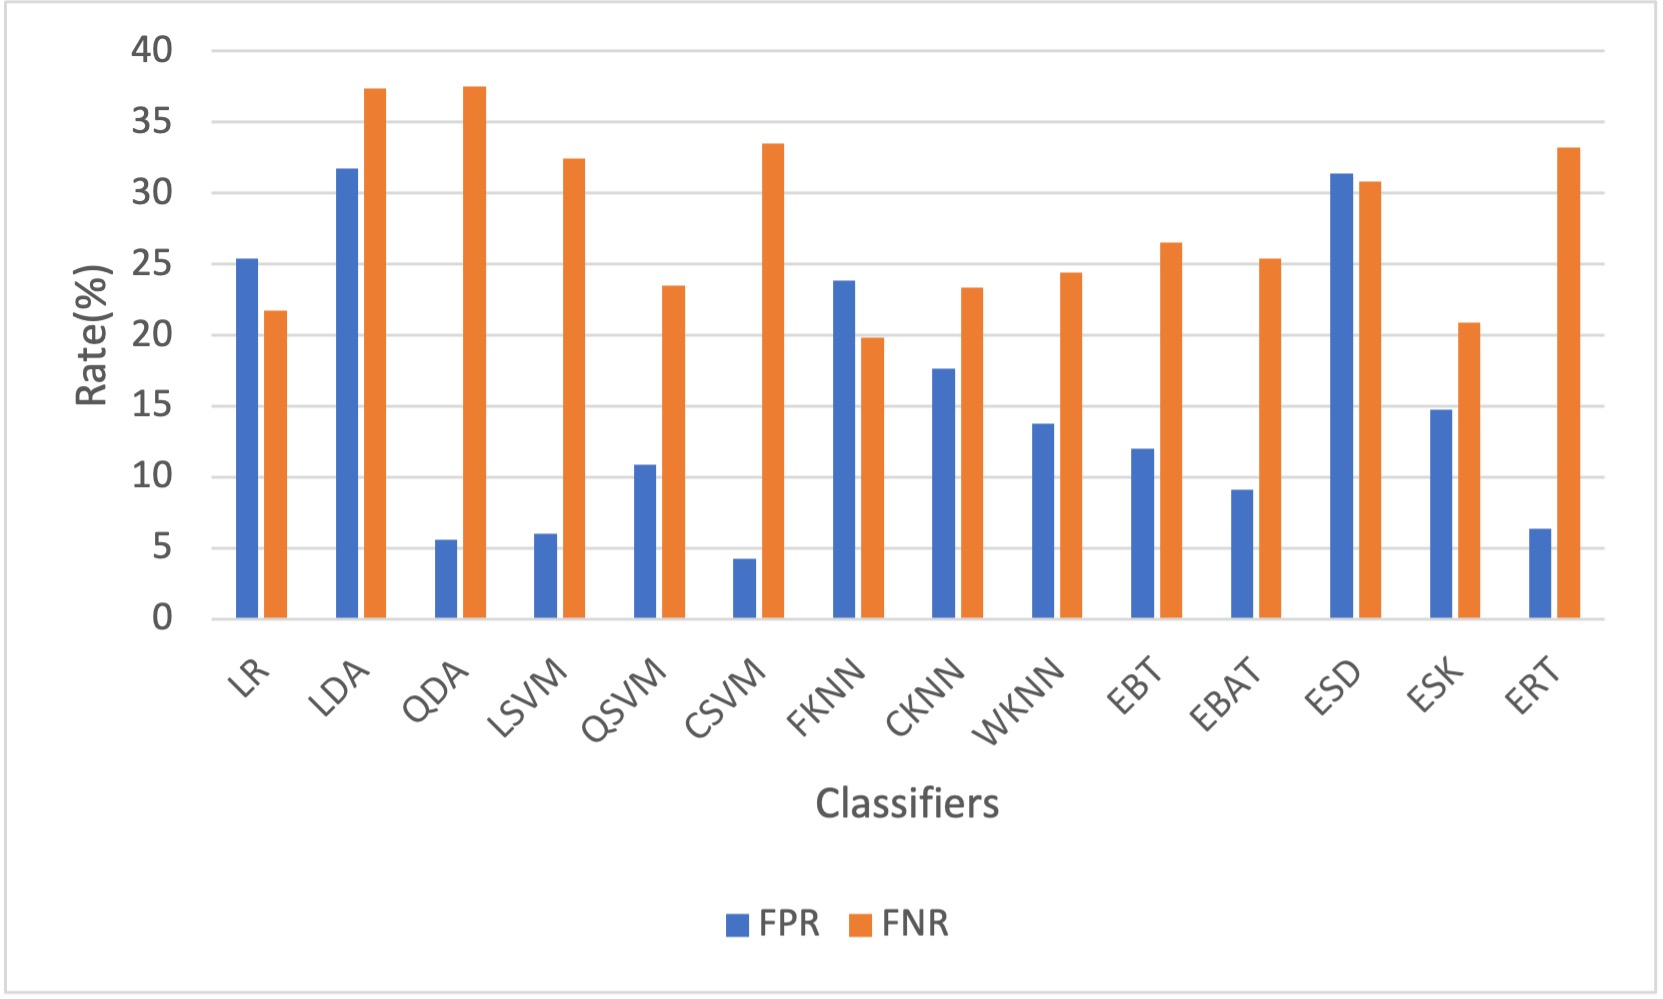 40
35
30
25
20
15
10
5
0
Rate(%)
LR LDA QDA LSVM QSVM CSVM FKNN CKNN WKNN EBT EBAT ESD ESK ERT
Classifiers
FPR FNR